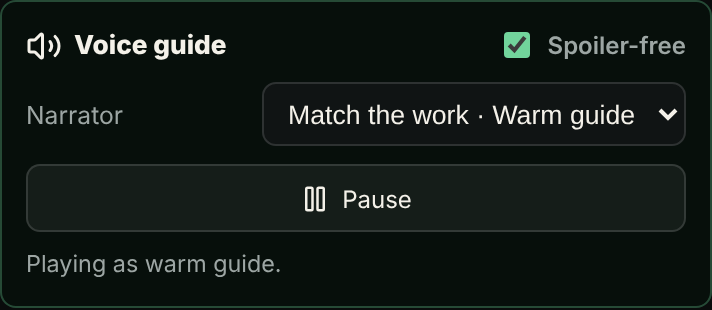 Voice guide
Spoiler-free
Narrator
Match the work · Warm guide
Pause
Playing as warm guide.